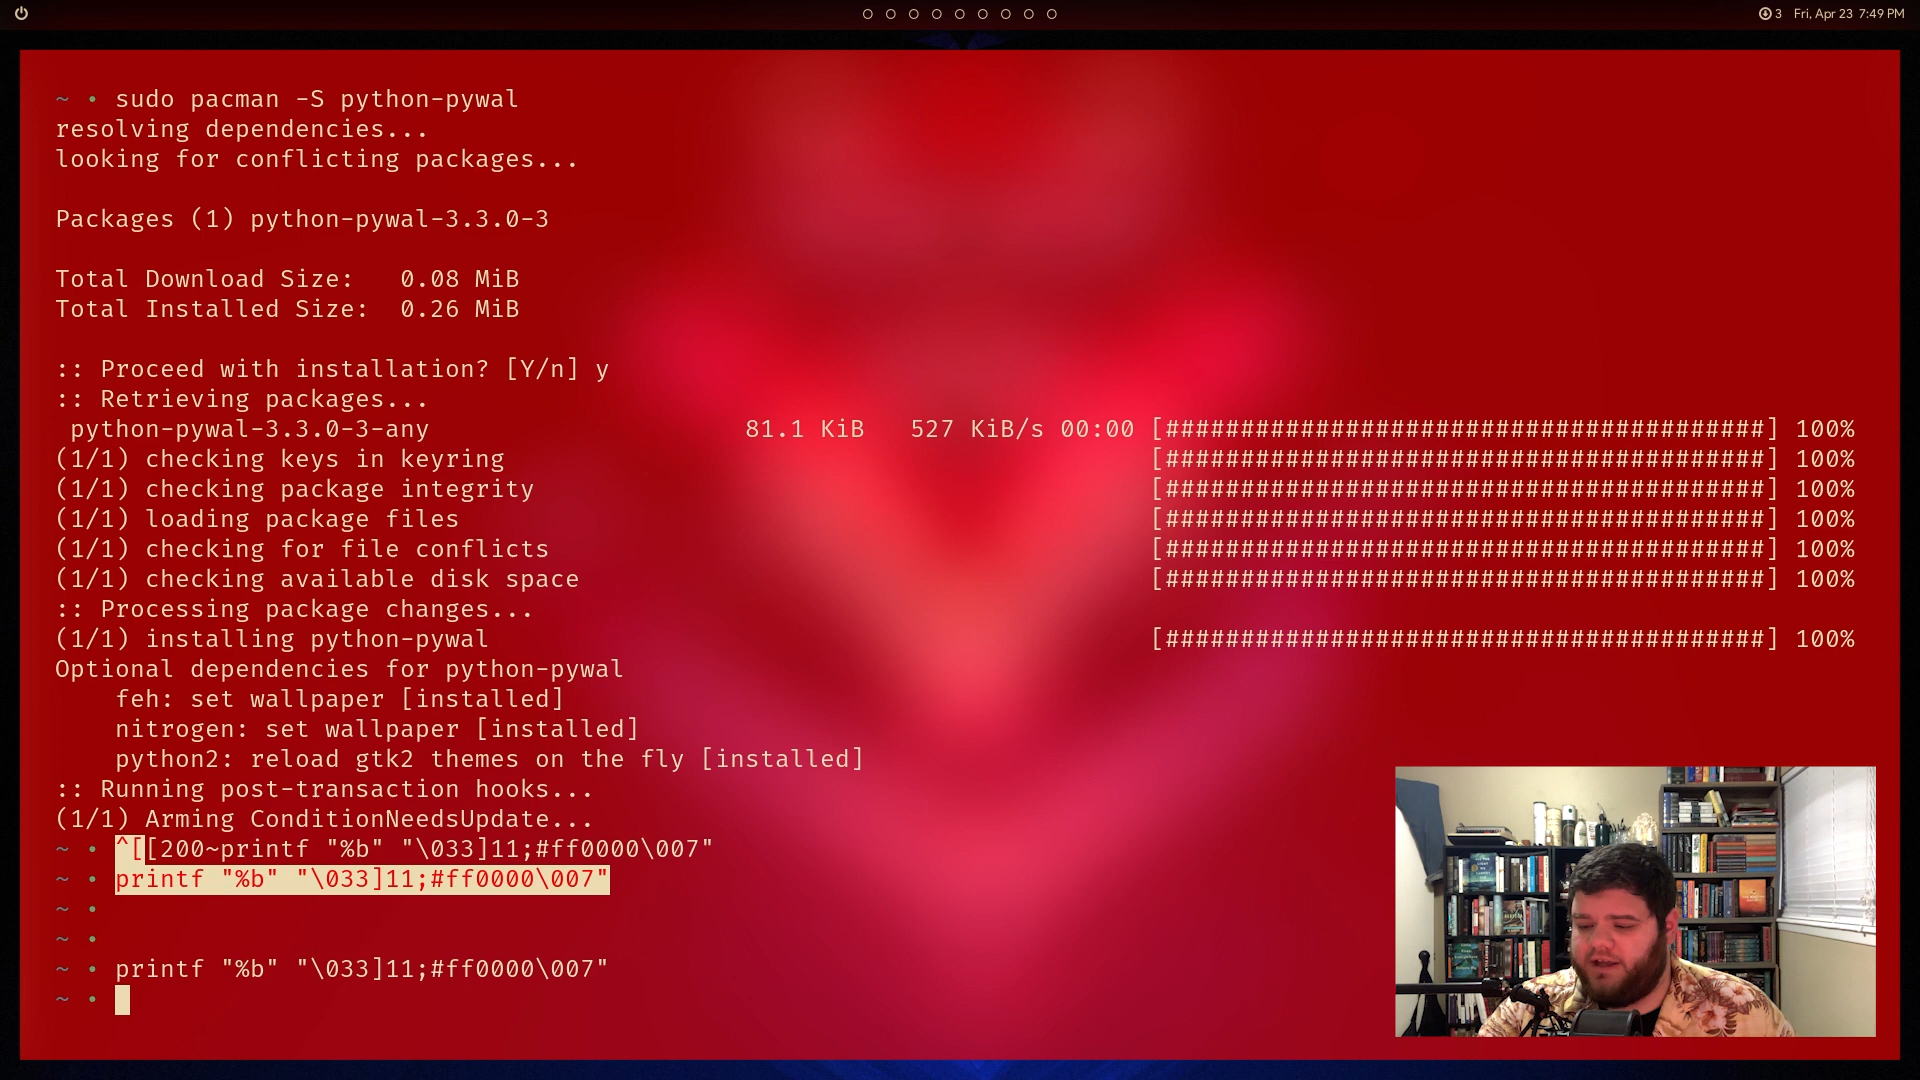 3 Fri, Apr 23 7:49 PM
~ • sudo pacman -S python-pywal
resolving dependencies...
looking for conflicting packages...
Packages (1) python-pywal-3.3.0-3
Total Download Size:   0.08 MiB
Total Installed Size:  0.26 MiB
:: Proceed with installation? [Y/n] y
:: Retrieving packages...
python-pywal-3.3.0-3-any 81.1 KiB 527 KiB/s 00:00 [########################################] 100%
(1/1) checking keys in keyring [########################################] 100%
(1/1) checking package integrity [########################################] 100%
(1/1) loading package files [########################################] 100%
(1/1) checking for file conflicts [########################################] 100%
(1/1) checking available disk space [########################################] 100%
:: Processing package changes...
(1/1) installing python-pywal [########################################] 100%
Optional dependencies for python-pywal
feh: set wallpaper [installed]
nitrogen: set wallpaper [installed]
python2: reload gtk2 themes on the fly [installed]
:: Running post-transaction hooks...
(1/1) Arming ConditionNeedsUpdate...
~ • ^[[200~printf "%b" "\033]11;#ff0000\007"
~ • printf "%b" "\033]11;#ff0000\007"
~ •
~ •
~ • printf "%b" "\033]11;#ff0000\007"
~ •